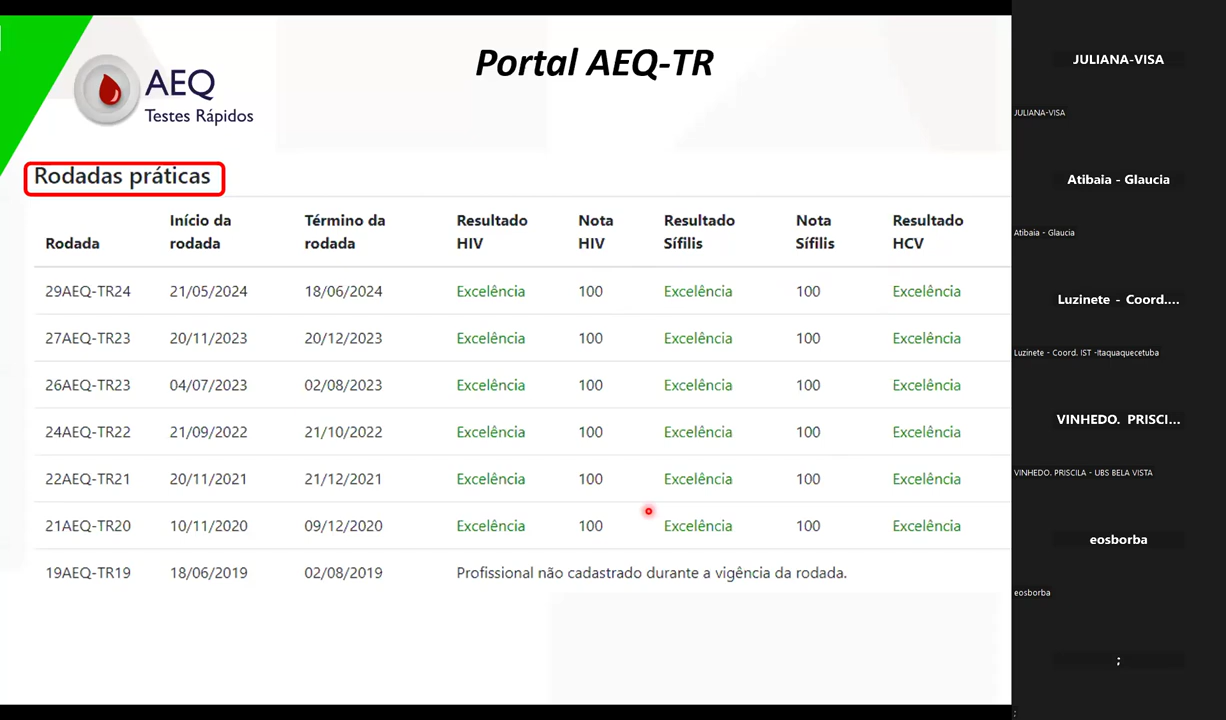 Portal AEQ-TR
AEQ
Testes Rápidos
Rodadas práticas
Rodada Início da rodada Término da rodada Resultado HIV Nota HIV Resultado Sífilis Nota Sífilis Resultado HCV
29AEQ-TR24 21/05/2024 18/06/2024 Excelência 100 Excelência 100 Excelência
27AEQ-TR23 20/11/2023 20/12/2023 Excelência 100 Excelência 100 Excelência
26AEQ-TR23 04/07/2023 02/08/2023 Excelência 100 Excelência 100 Excelência
24AEQ-TR22 21/09/2022 21/10/2022 Excelência 100 Excelência 100 Excelência
22AEQ-TR21 20/11/2021 21/12/2021 Excelência 100 Excelência 100 Excelência
21AEQ-TR20 10/11/2020 09/12/2020 Excelência 100 Excelência 100 Excelência
19AEQ-TR19 18/06/2019 02/08/2019 Profissional não cadastrado durante a vigência da rodada.
JULIANA-VISA
JULIANA-VISA
Atibaia - Glaucia
Atibaia - Glaucia
Luzinete - Coord....
Luzinete - Coord. IST -Itaquaquecetuba
VINHEDO. PRISCI...
VINHEDO. PRISCILA - UBS BELA VISTA
eosborba
eosborba
;
;